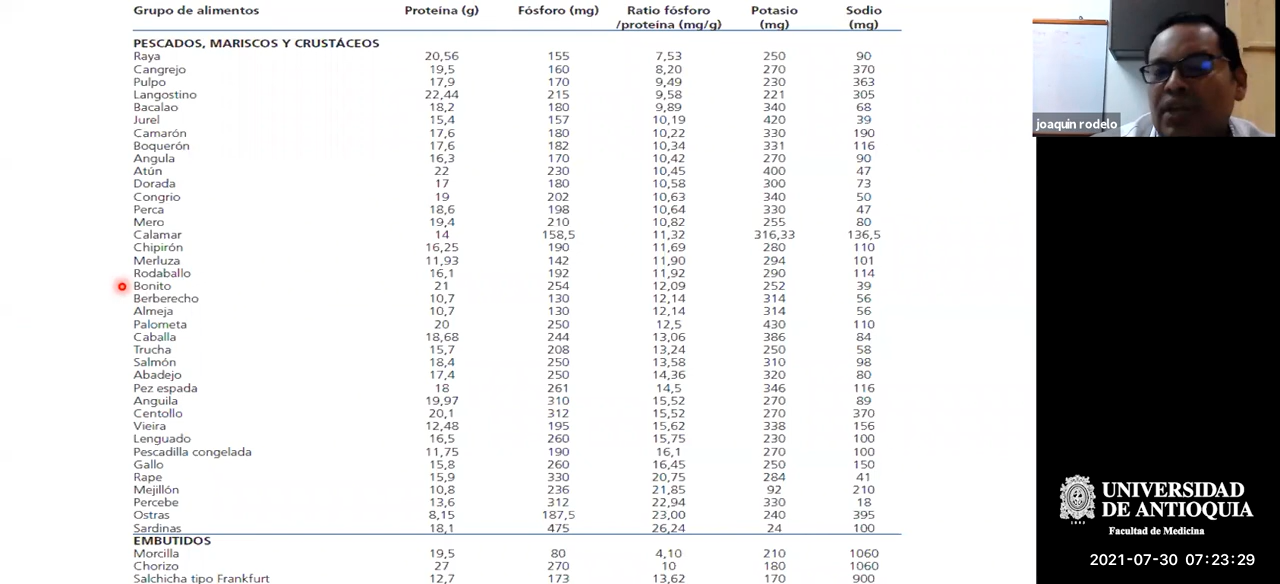 Grupo de alimentos Proteína (g) Fósforo (mg) Ratio fósforo /proteína (mg/g) Potasio (mg) Sodio (mg)
PESCADOS, MARISCOS Y CRUSTÁCEOS
Raya 20,56 155 7,53 250 90
Cangrejo 19,5 160 8,20 270 370
Pulpo 17,9 170 9,49 230 363
Langostino 22,44 215 9,58 221 305
Bacalao 18,2 180 9,89 340 68
Jurel 15,4 157 10,19 420 39
Camarón 17,6 180 10,22 330 190
Boquerón 17,6 182 10,34 331 116
Angula 16,3 170 10,42 270 90
Atún 22 230 10,45 400 47
Dorada 17 180 10,58 300 73
Congrio 19 202 10,63 340 50
Perca 18,6 198 10,64 330 47
Mero 19,4 210 10,82 255 80
Calamar 14 158,5 11,32 316,33 136,5
Chipirón 16,25 190 11,69 280 110
Merluza 11,93 142 11,90 294 101
Rodaballo 16,1 192 11,92 290 114
Bonito 21 254 12,09 252 39
Berberecho 10,7 130 12,14 314 56
Almeja 10,7 130 12,14 314 56
Palometa 20 250 12,5 430 110
Caballa 18,68 244 13,06 386 84
Trucha 15,7 208 13,24 250 58
Salmón 18,4 250 13,58 310 98
Abadejo 17,4 250 14,36 320 80
Pez espada 18 261 14,5 346 116
Anguila 19,97 310 15,52 270 89
Centollo 20,1 312 15,52 270 370
Vieira 12,48 195 15,62 338 156
Lenguado 16,5 260 15,75 230 100
Pescadilla congelada 11,75 190 16,1 270 100
Gallo 15,8 260 16,45 250 150
Rape 15,9 330 20,75 284 41
Mejillón 10,8 236 21,85 92 210
Percebe 13,6 312 22,94 330 18
Ostras 8,15 187,5 23,00 240 395
Sardinas 18,1 475 26,24 24 100
EMBUTIDOS
Morcilla 19,5 80 4,10 210 1060
Chorizo 27 270 10 180 1060
Salchicha tipo Frankfurt 12,7 173 13,62 170 900
joaquin rodelo
UNIVERSIDAD
DE ANTIOQUIA
1803
Facultad de Medicina
2021-07-30 07:23:29